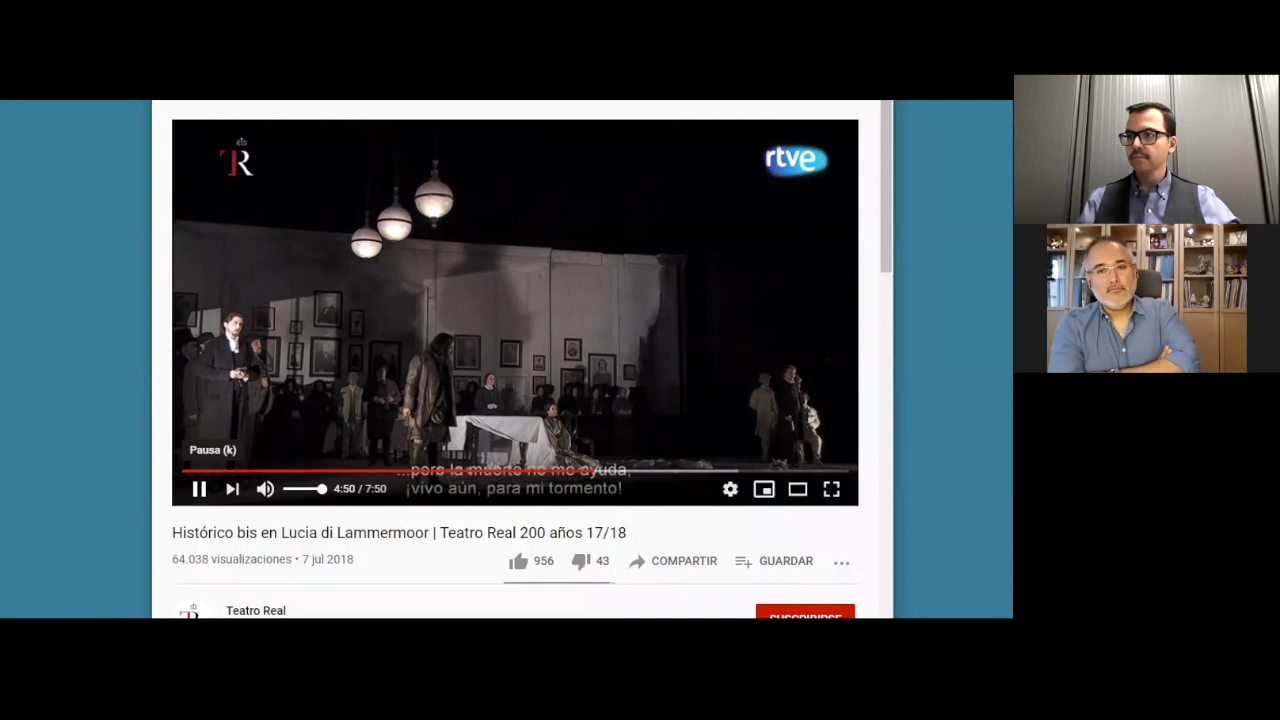 TR
rtve
Pausa (k)
...pero la muerte no me ayuda,
¡vivo aún, para mi tormento!
4:50 / 7:50
Histórico bis en Lucia di Lammermoor | Teatro Real 200 años 17/18
64.038 visualizaciones • 7 jul 2018
956
43
COMPARTIR
GUARDAR
Teatro Real
SUSCRIBIRSE